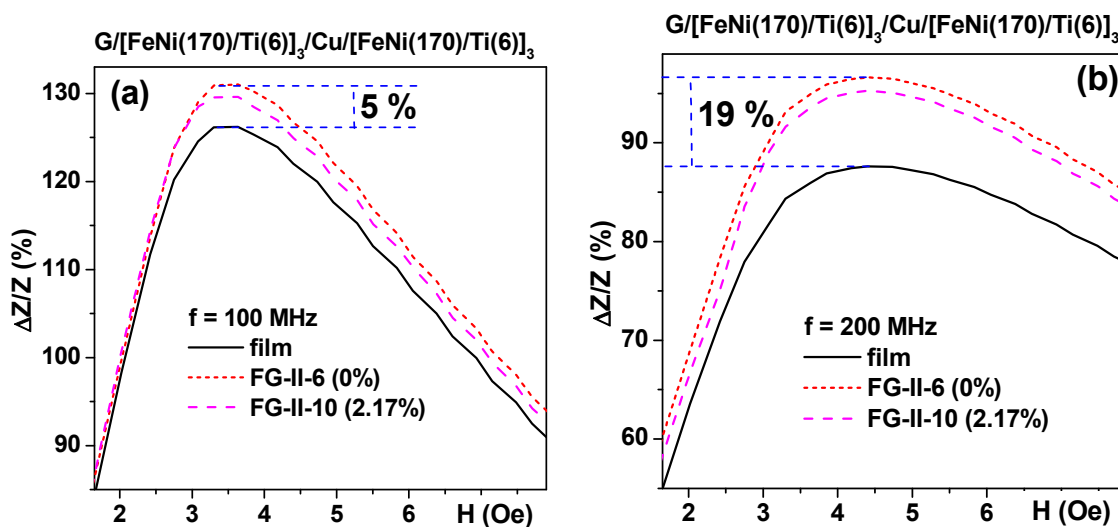 G/[FeNi(170)/Ti(6)]3/Cu/[FeNi(170)/Ti(6)]3
(a)
5 %
130
120
110
100
90
ΔZ/Z (%)
f = 100 MHz
film
FG-II-6 (0%)
FG-II-10 (2.17%)
2 3 4 5 6 H (Oe)
G/[FeNi(170)/Ti(6)]3/Cu/[FeNi(170)/Ti(6)]3
(b)
19 %
90
80
70
60
ΔZ/Z (%)
f = 200 MHz
film
FG-II-6 (0%)
FG-II-10 (2.17%)
2 3 4 5 6 H (Oe)